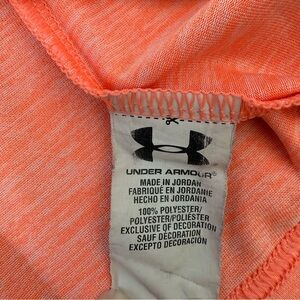 UNDER ARMOUR®
MADE IN JORDAN
FABRIQUÉ EN JORDANIE
HECHO EN JORDANIA
100% POLYESTER/
POLYESTER/POLIÉSTER
EXCLUSIVE OF DECORATION
SAUF DÉCORATION
EXCEPTO DECORACIÓN